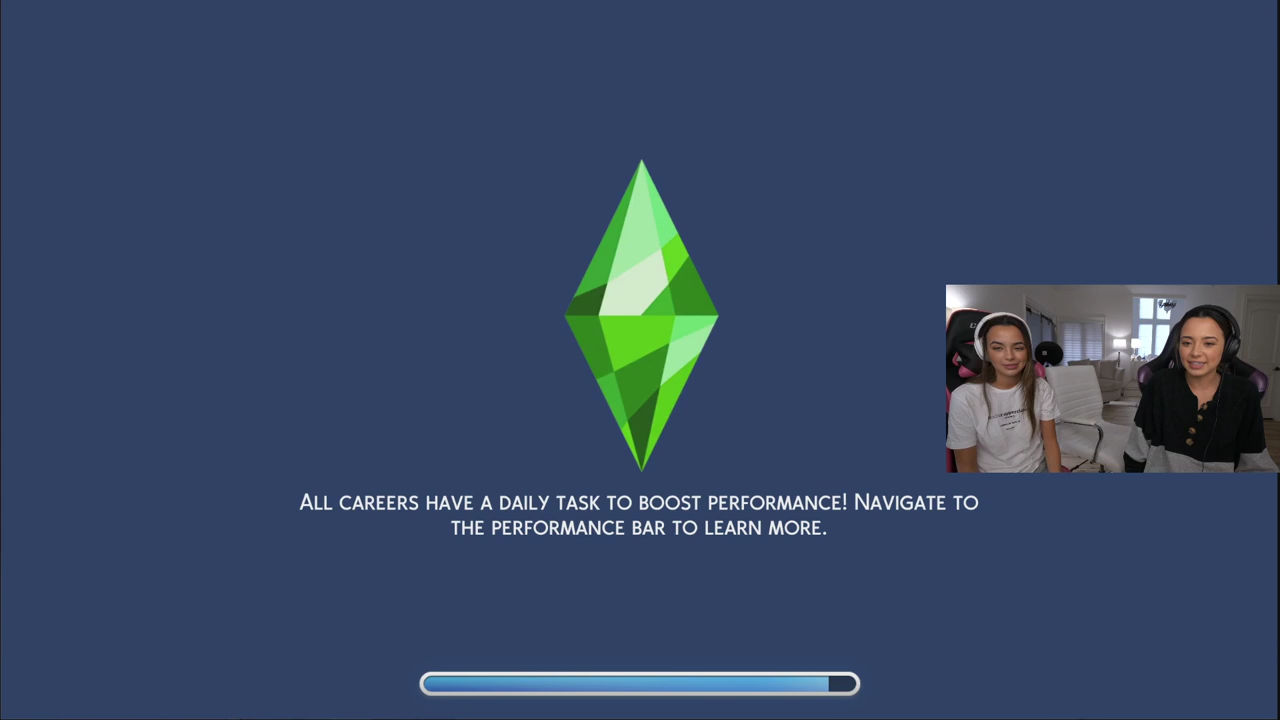 All careers have a daily task to boost performance! Navigate to
the performance bar to learn more.